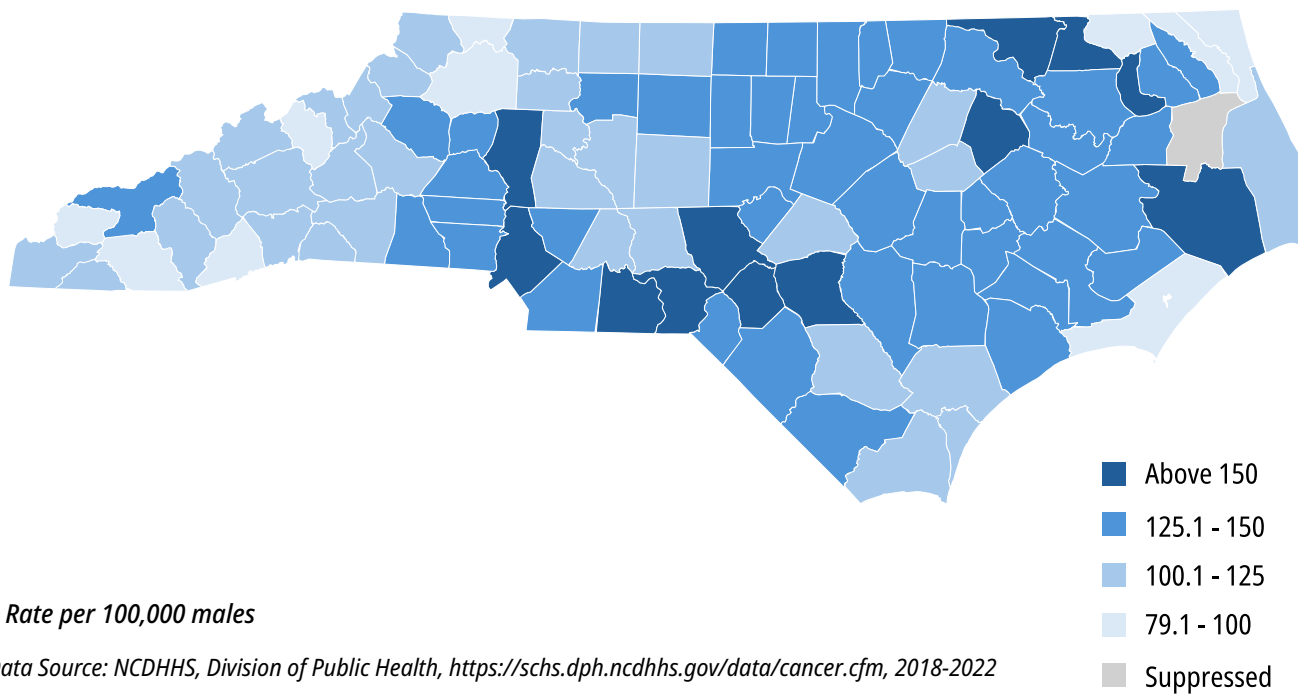 Above 150
125.1 - 150
100.1 - 125
79.1 - 100
Suppressed
Rate per 100,000 males
ata Source: NCDHHS, Division of Public Health, https://schs.dph.ncdhhs.gov/data/cancer.cfm, 2018-2022